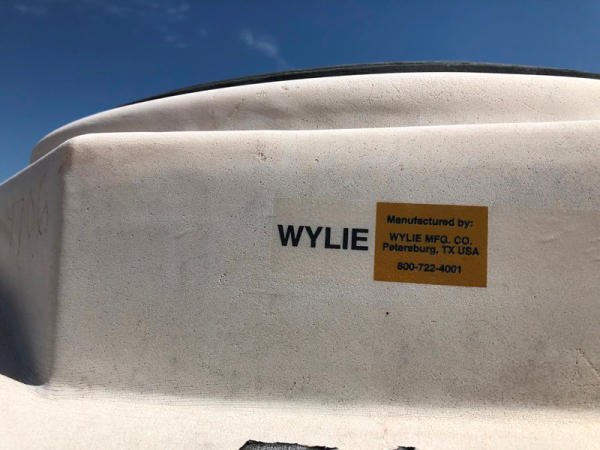 WYLIE
Manufactured by:
WYLIE MFG. CO.
Petersburg, TX USA
800-722-4001